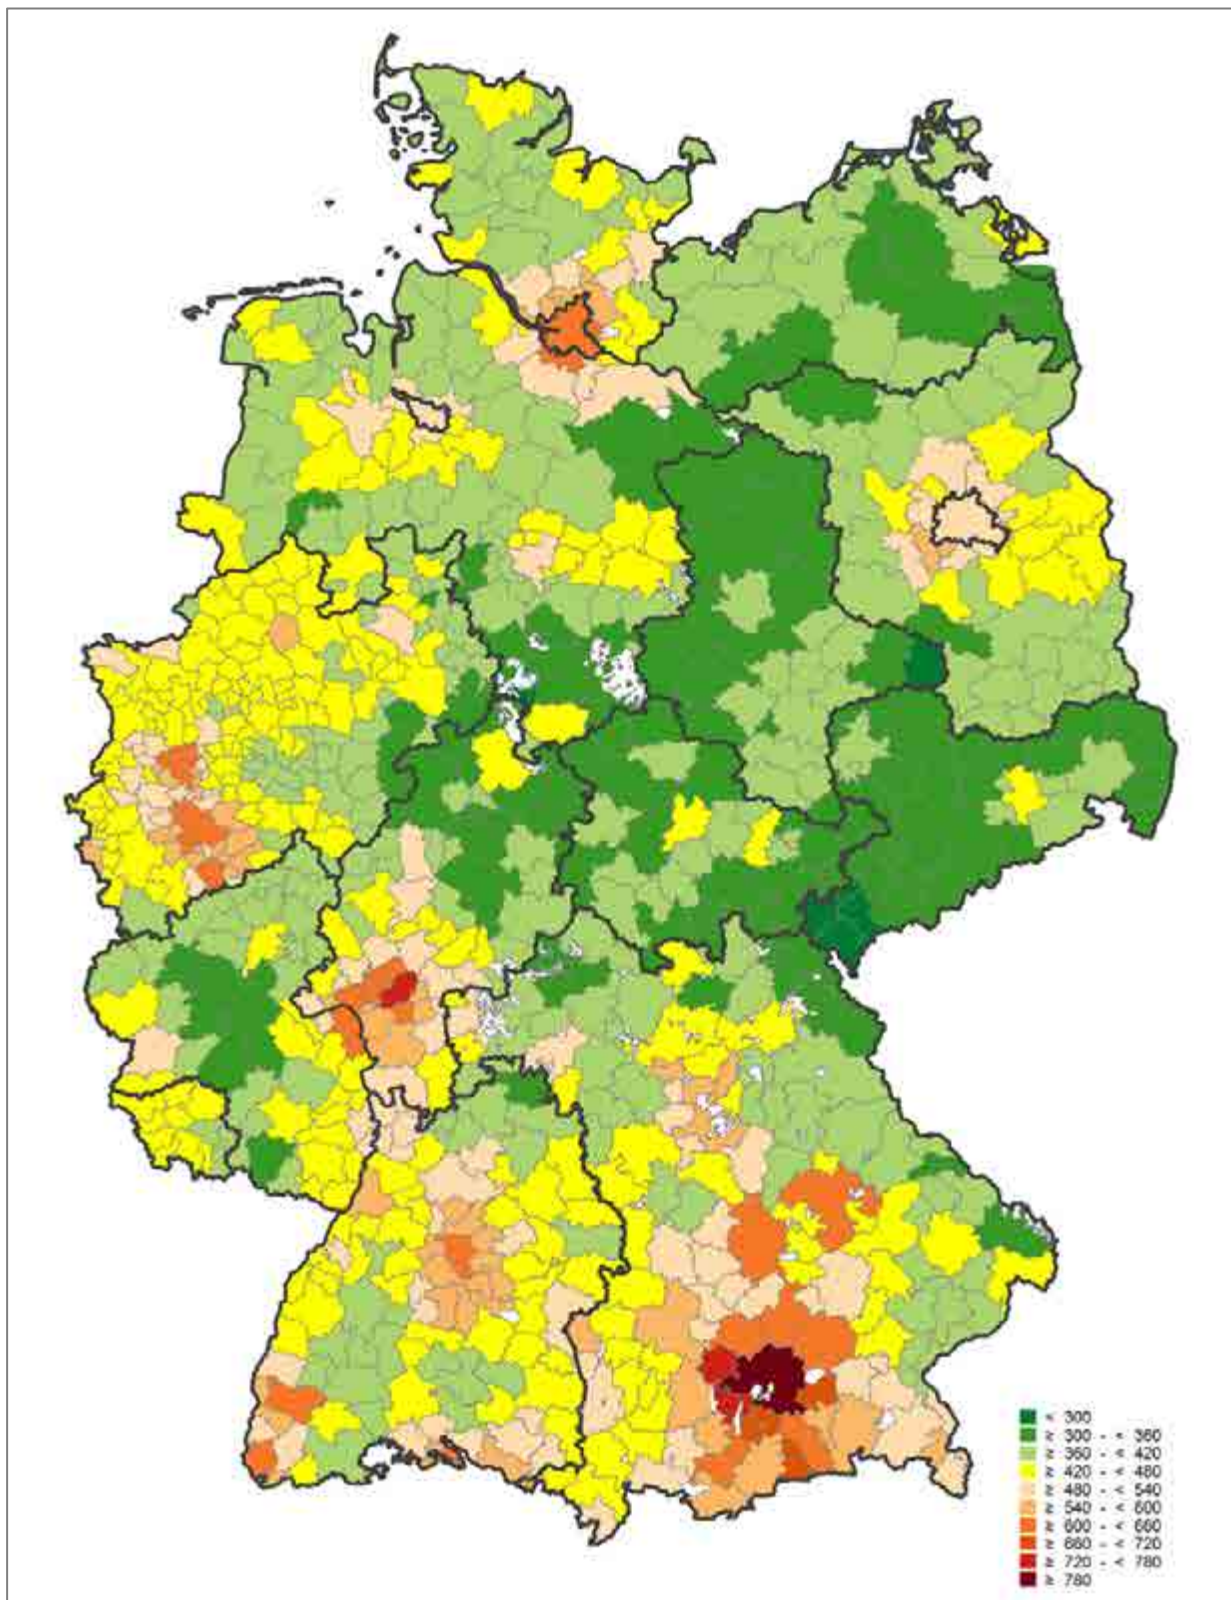 < 300
≥ 300 - < 360
≥ 360 - < 420
≥ 420 - < 480
≥ 480 - < 540
≥ 540 - < 600
≥ 600 - < 660
≥ 660 - < 720
≥ 720 - < 780
≥ 780